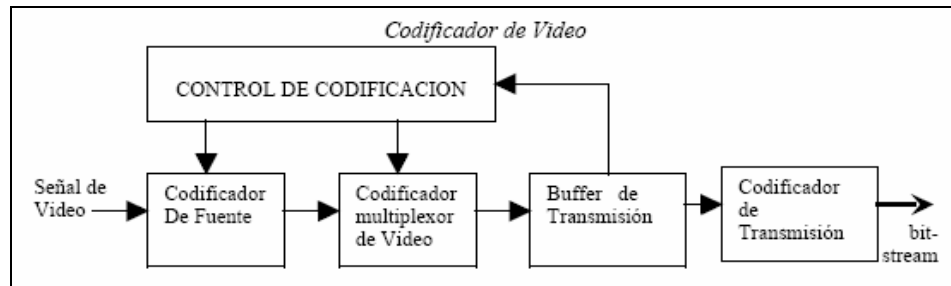 Codificador de Video
CONTROL DE CODIFICACION
Señal de
Video
Codificador
De Fuente
Codificador
multiplexor
de Video
Buffer de
Transmisión
Codificador
de
Transmisión
bit-
stream